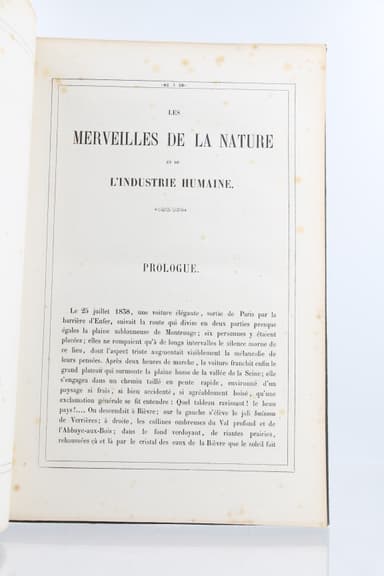 LES
MERVEILLES DE LA NATURE
ET DE
L'INDUSTRIE HUMAINE.
PROLOGUE.
Le 25 juillet 1838, une voiture élégante, sortie de Paris par la
barrière d'Enfer, suivait la route qui divise en deux parties presque
égales la plaine sablonneuse de Montrouge; six personnes y étaient
placées; elles ne rompaient qu'à de longs intervalles le silence morne de
ce lieu, dont l'aspect triste augmentait visiblement la mélancolie de
leurs pensées. Après deux heures de marche, la voiture franchit enfin le
grand plateau qui surmonte la plaine basse de la vallée de la Seine; elle
s'engagea dans un chemin taillé en pente rapide, environné d'un
paysage si frais, si bien accidenté, si agréablement boisé, qu'une
exclamation générale se fit entendre: Quel tableau ravissant! le beau
pays!.... On descendait à Bièvre; sur la gauche s'élève le joli buisson
de Verrières; à droite, les collines ombreuses du Val profond et de
l'Abbaye-aux-Bois; dans le fond verdoyant, de riantes prairies,
rehaussées çà et là par le cristal des eaux de la Bièvre que le soleil fait